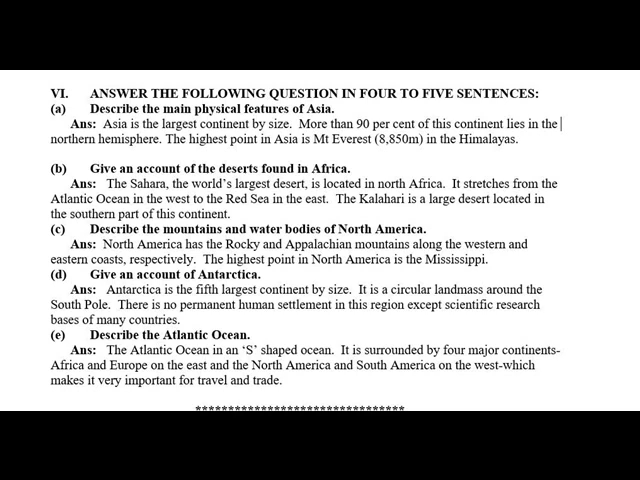 VI. ANSWER THE FOLLOWING QUESTION IN FOUR TO FIVE SENTENCES:
(a) Describe the main physical features of Asia.
Ans: Asia is the largest continent by size. More than 90 per cent of this continent lies in the
northern hemisphere. The highest point in Asia is Mt Everest (8,850m) in the Himalayas.
(b) Give an account of the deserts found in Africa.
Ans: The Sahara, the world's largest desert, is located in north Africa. It stretches from the
Atlantic Ocean in the west to the Red Sea in the east. The Kalahari is a large desert located in
the southern part of this continent.
(c) Describe the mountains and water bodies of North America.
Ans: North America has the Rocky and Appalachian mountains along the western and
eastern coasts, respectively. The highest point in North America is the Mississippi.
(d) Give an account of Antarctica.
Ans: Antarctica is the fifth largest continent by size. It is a circular landmass around the
South Pole. There is no permanent human settlement in this region except scientific research
bases of many countries.
(e) Describe the Atlantic Ocean.
Ans: The Atlantic Ocean in an ‘S’ shaped ocean. It is surrounded by four major continents-
Africa and Europe on the east and the North America and South America on the west-which
makes it very important for travel and trade.
********************************